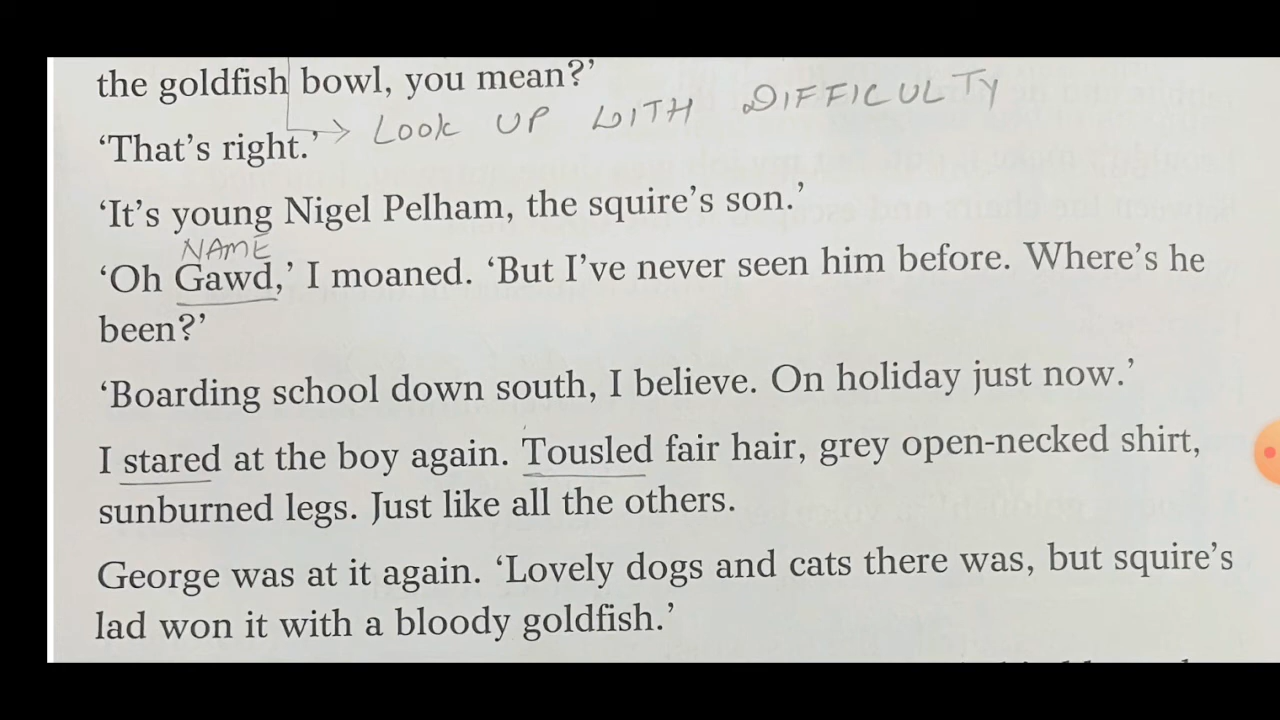 the goldfish bowl, you mean?’
LOOK UP WITH DIFFICULTY
‘That’s right.’
‘It’s young Nigel Pelham, the squire’s son.’
NAME
‘Oh Gawd,’ I moaned. ‘But I’ve never seen him before. Where’s he
been?’
‘Boarding school down south, I believe. On holiday just now.’
I stared at the boy again. Tousled fair hair, grey open-necked shirt,
sunburned legs. Just like all the others.
George was at it again. ‘Lovely dogs and cats there was, but squire’s
lad won it with a bloody goldfish.’